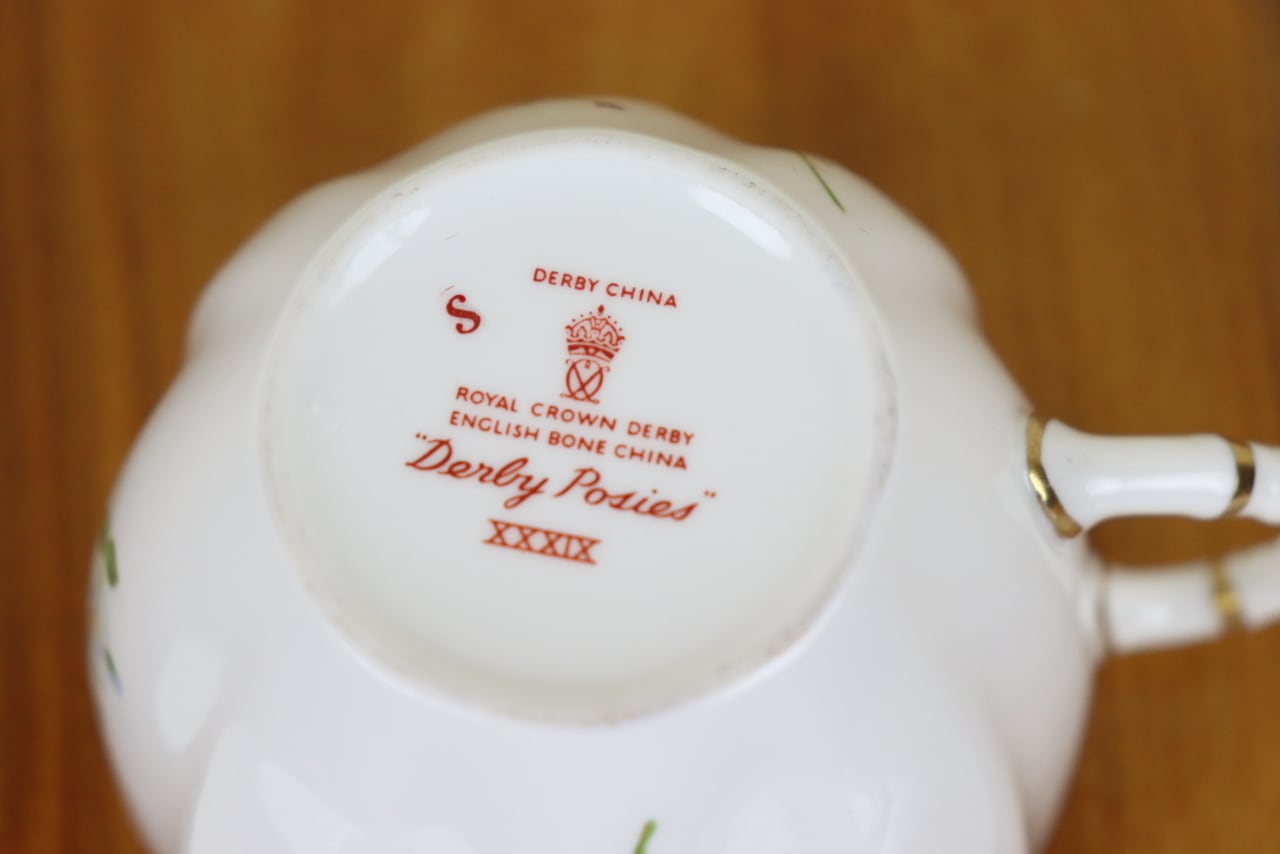 DERBY CHINA
S
ROYAL CROWN DERBY
ENGLISH BONE CHINA
"Derby Posies"
XXXIX